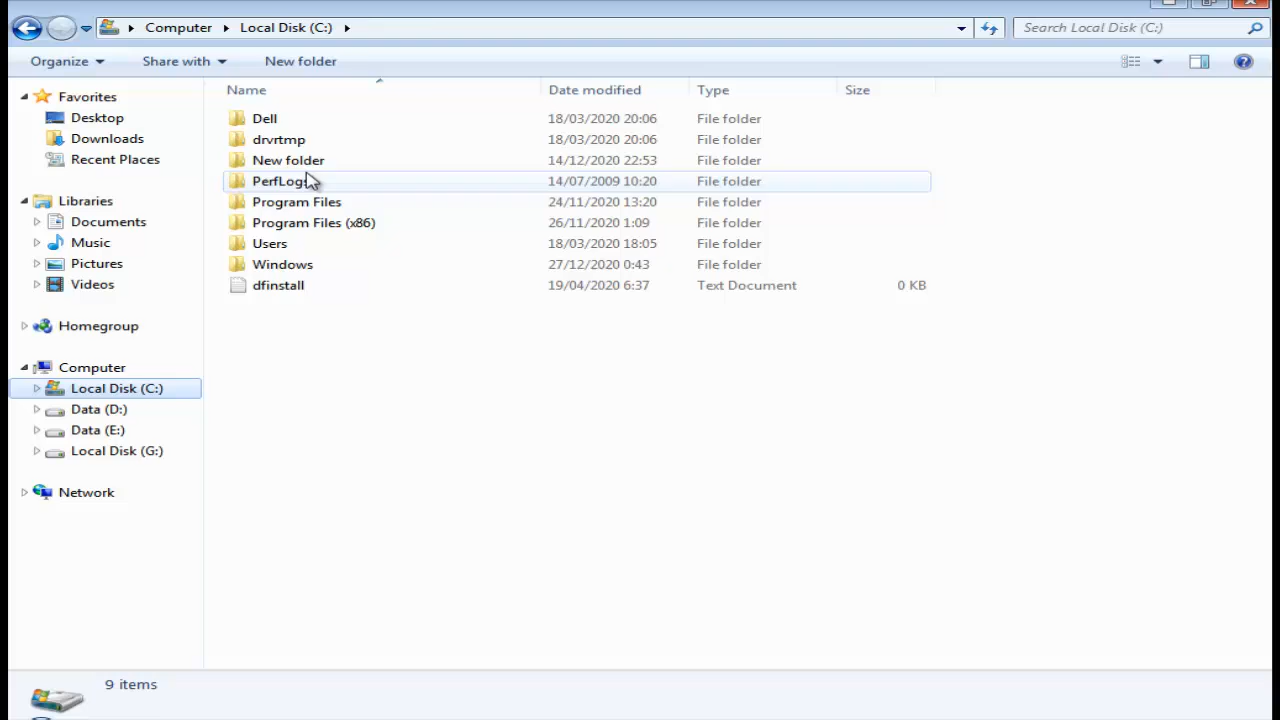 Computer Local Disk (C:) Search Local Disk (C:)
Organize Share with New folder
Name Date modified Type Size
Favorites
Desktop
Downloads
Recent Places
Libraries
Documents
Music
Pictures
Videos
Homegroup
Computer
Local Disk (C:)
Data (D:)
Data (E:)
Local Disk (G:)
Network
Dell 18/03/2020 20:06 File folder
drvrtmp 18/03/2020 20:06 File folder
New folder 14/12/2020 22:53 File folder
PerfLogs 14/07/2009 10:20 File folder
Program Files 24/11/2020 13:20 File folder
Program Files (x86) 26/11/2020 1:09 File folder
Users 18/03/2020 18:05 File folder
Windows 27/12/2020 0:43 File folder
dfinstall 19/04/2020 6:37 Text Document 0 KB
9 items